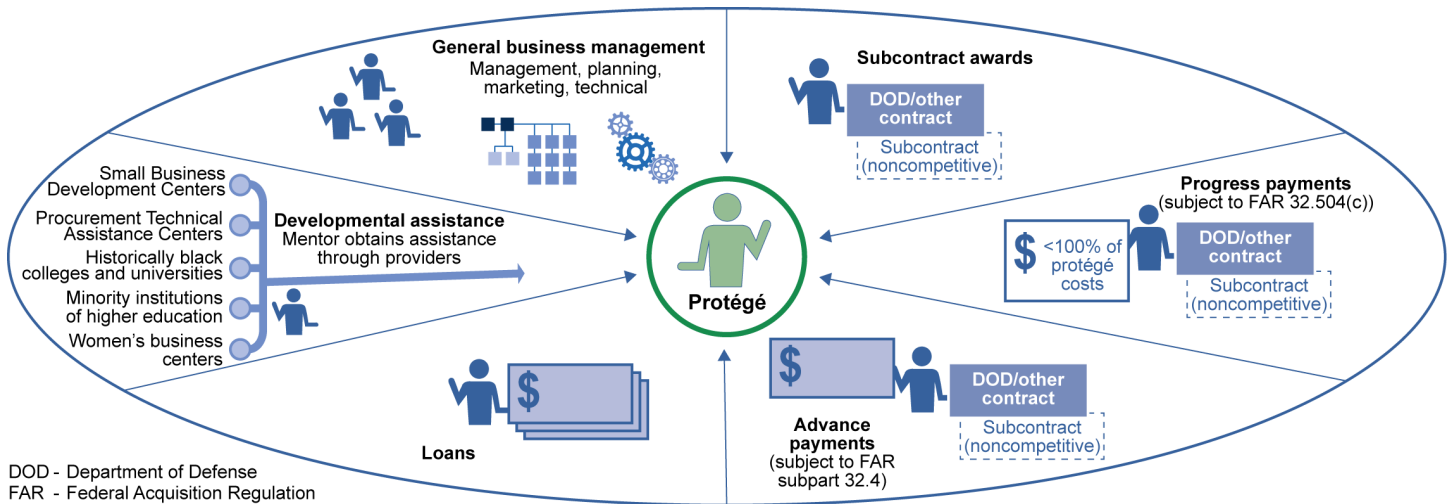 General business management
Management, planning,
marketing, technical
Subcontract awards
DOD/other
contract
Subcontract
(noncompetitive)
Small Business
Development Centers
Procurement Technical
Assistance Centers
Historically black
colleges and universities
Minority institutions
of higher education
Women’s business
centers
Developmental assistance
Mentor obtains assistance
through providers
Protégé
Progress payments
(subject to FAR 32.504(c))
$
<100% of
protégé
costs
DOD/other
contract
Subcontract
(noncompetitive)
$
Loans
$
Advance
payments
(subject to FAR
subpart 32.4)
DOD/other
contract
Subcontract
(noncompetitive)
DOD - Department of Defense
FAR - Federal Acquisition Regulation